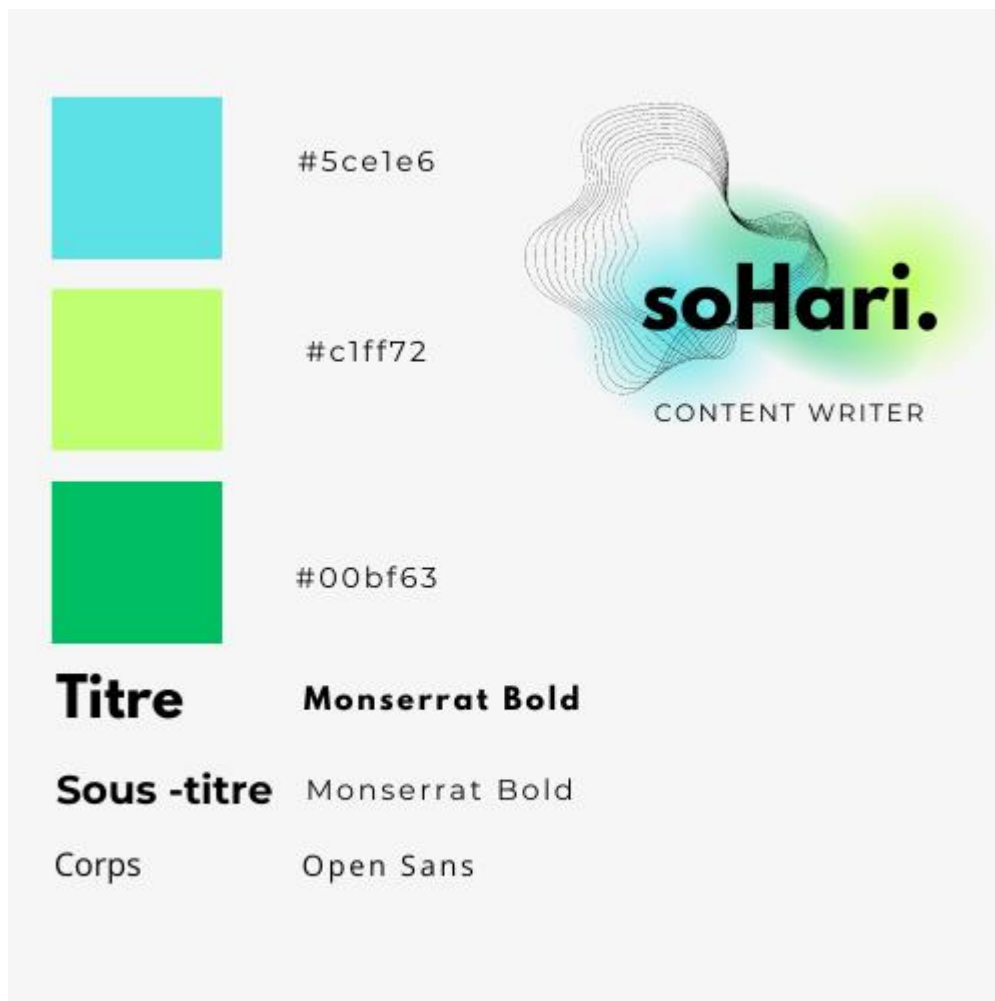 #5ce1e6
soHari.
CONTENT WRITER
#c1ff72
#00bf63
Titre Monserrat Bold
Sous -titre Monserrat Bold
Corps Open Sans